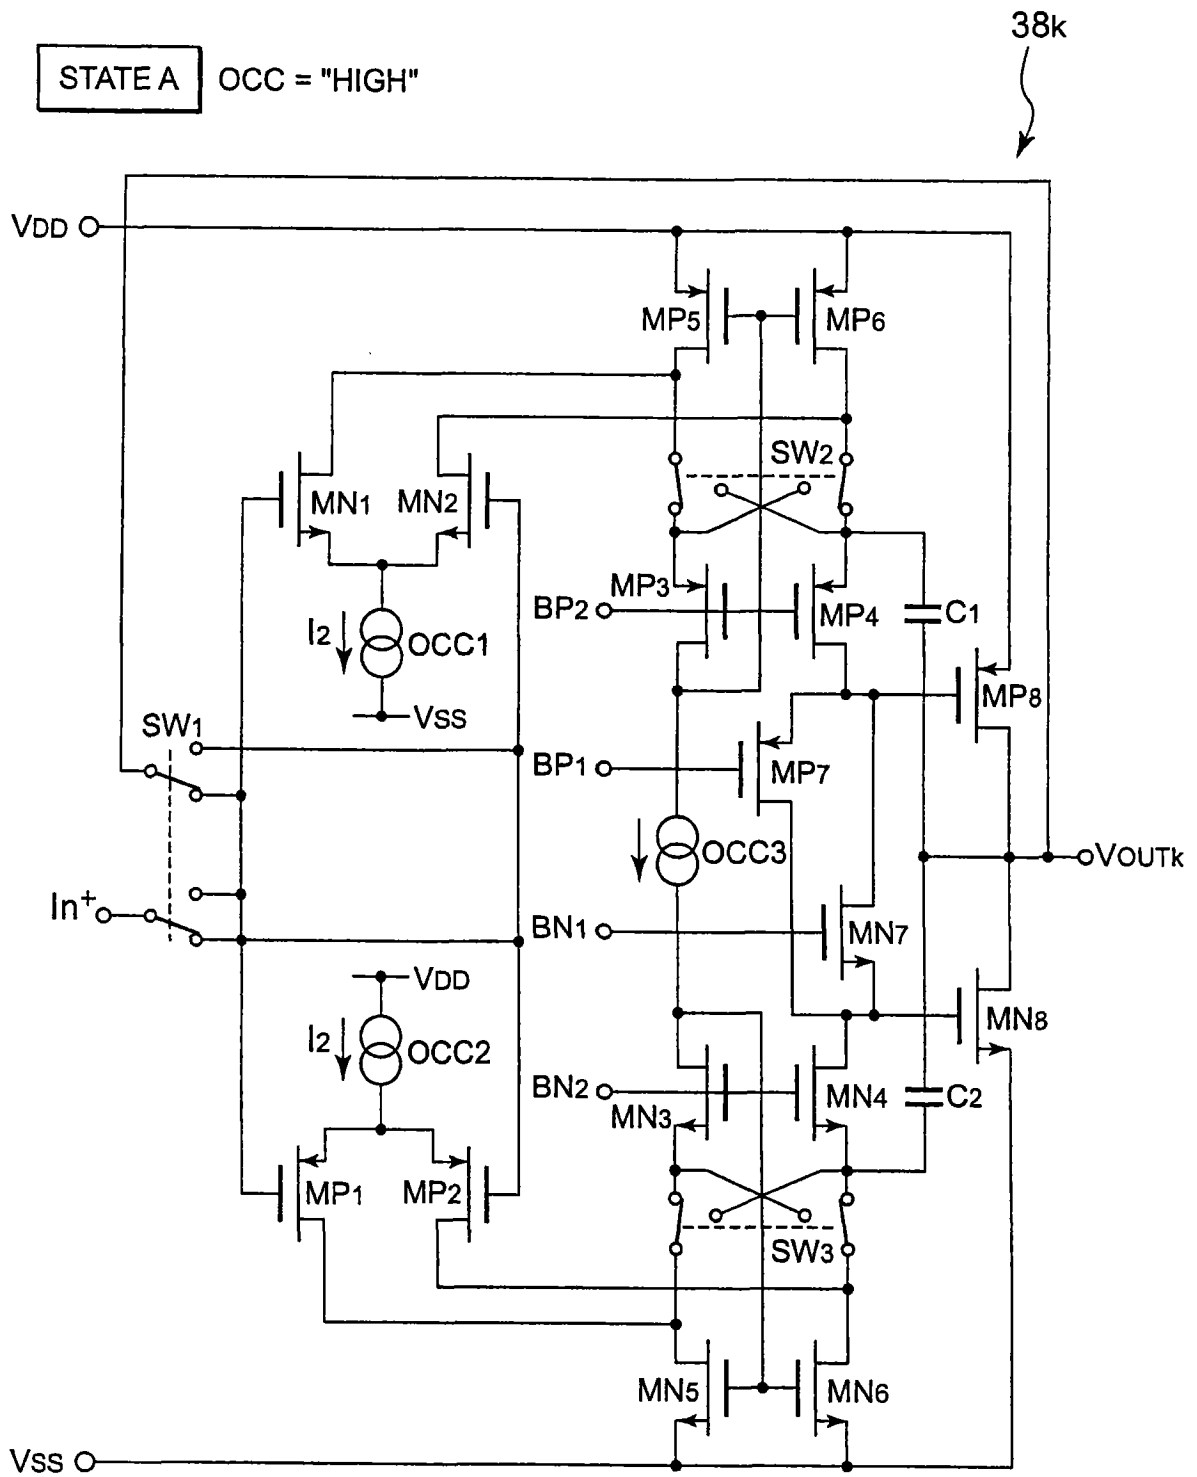 38k
STATE A OCC = "HIGH"
VDD
MP5 MP6
SW2
MN1 MN2
MP3
BP2 MP4 C1
I2 OCC1
MP8
VSS
SW1
BP1 MP7
OCC3 VOUTk
In+
BN1 MN7
VDD
MN8
I2 OCC2
BN2 MN4 C2
MN3
MP1 MP2
SW3
MN5 MN6
VSS